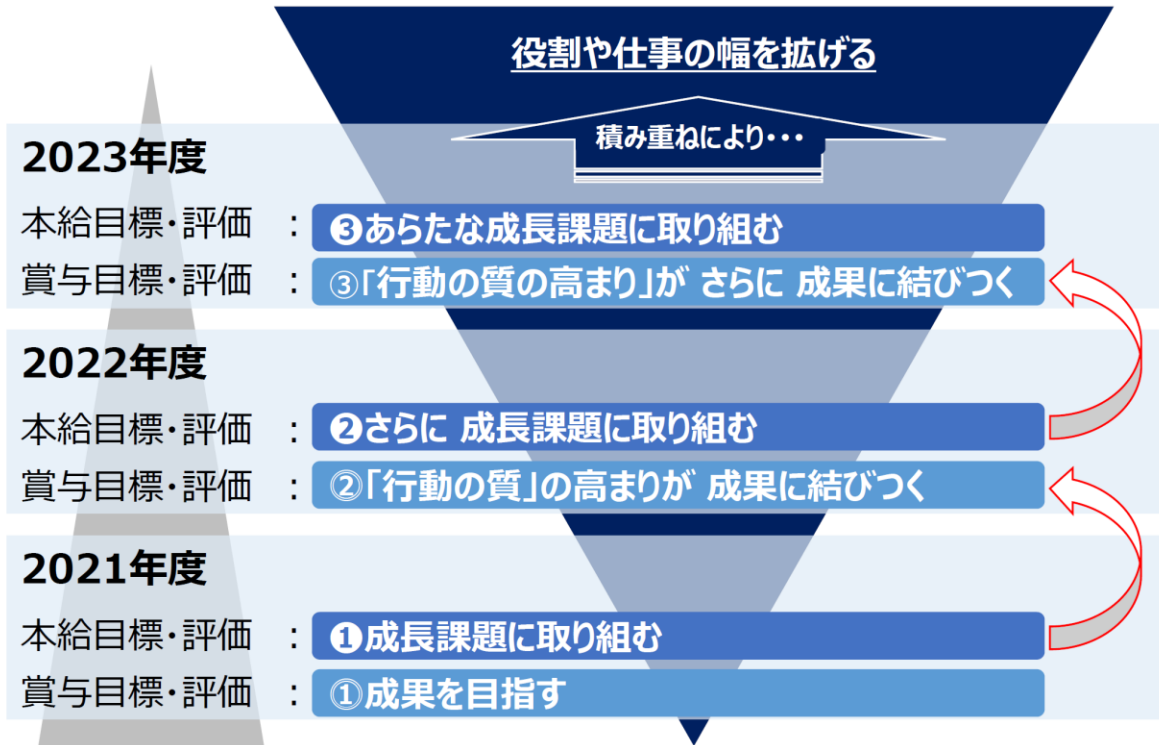 役割や仕事の幅を拡げる
積み重ねにより・・・
2023年度
本給目標・評価 : ❸あらたな成長課題に取り組む
賞与目標・評価 : ③「行動の質の高まり」が さらに 成果に結びつく
2022年度
本給目標・評価 : ❷さらに 成長課題に取り組む
賞与目標・評価 : ②「行動の質」の高まりが 成果に結びつく
2021年度
本給目標・評価 : ❶成長課題に取り組む
賞与目標・評価 : ①成果を目指す